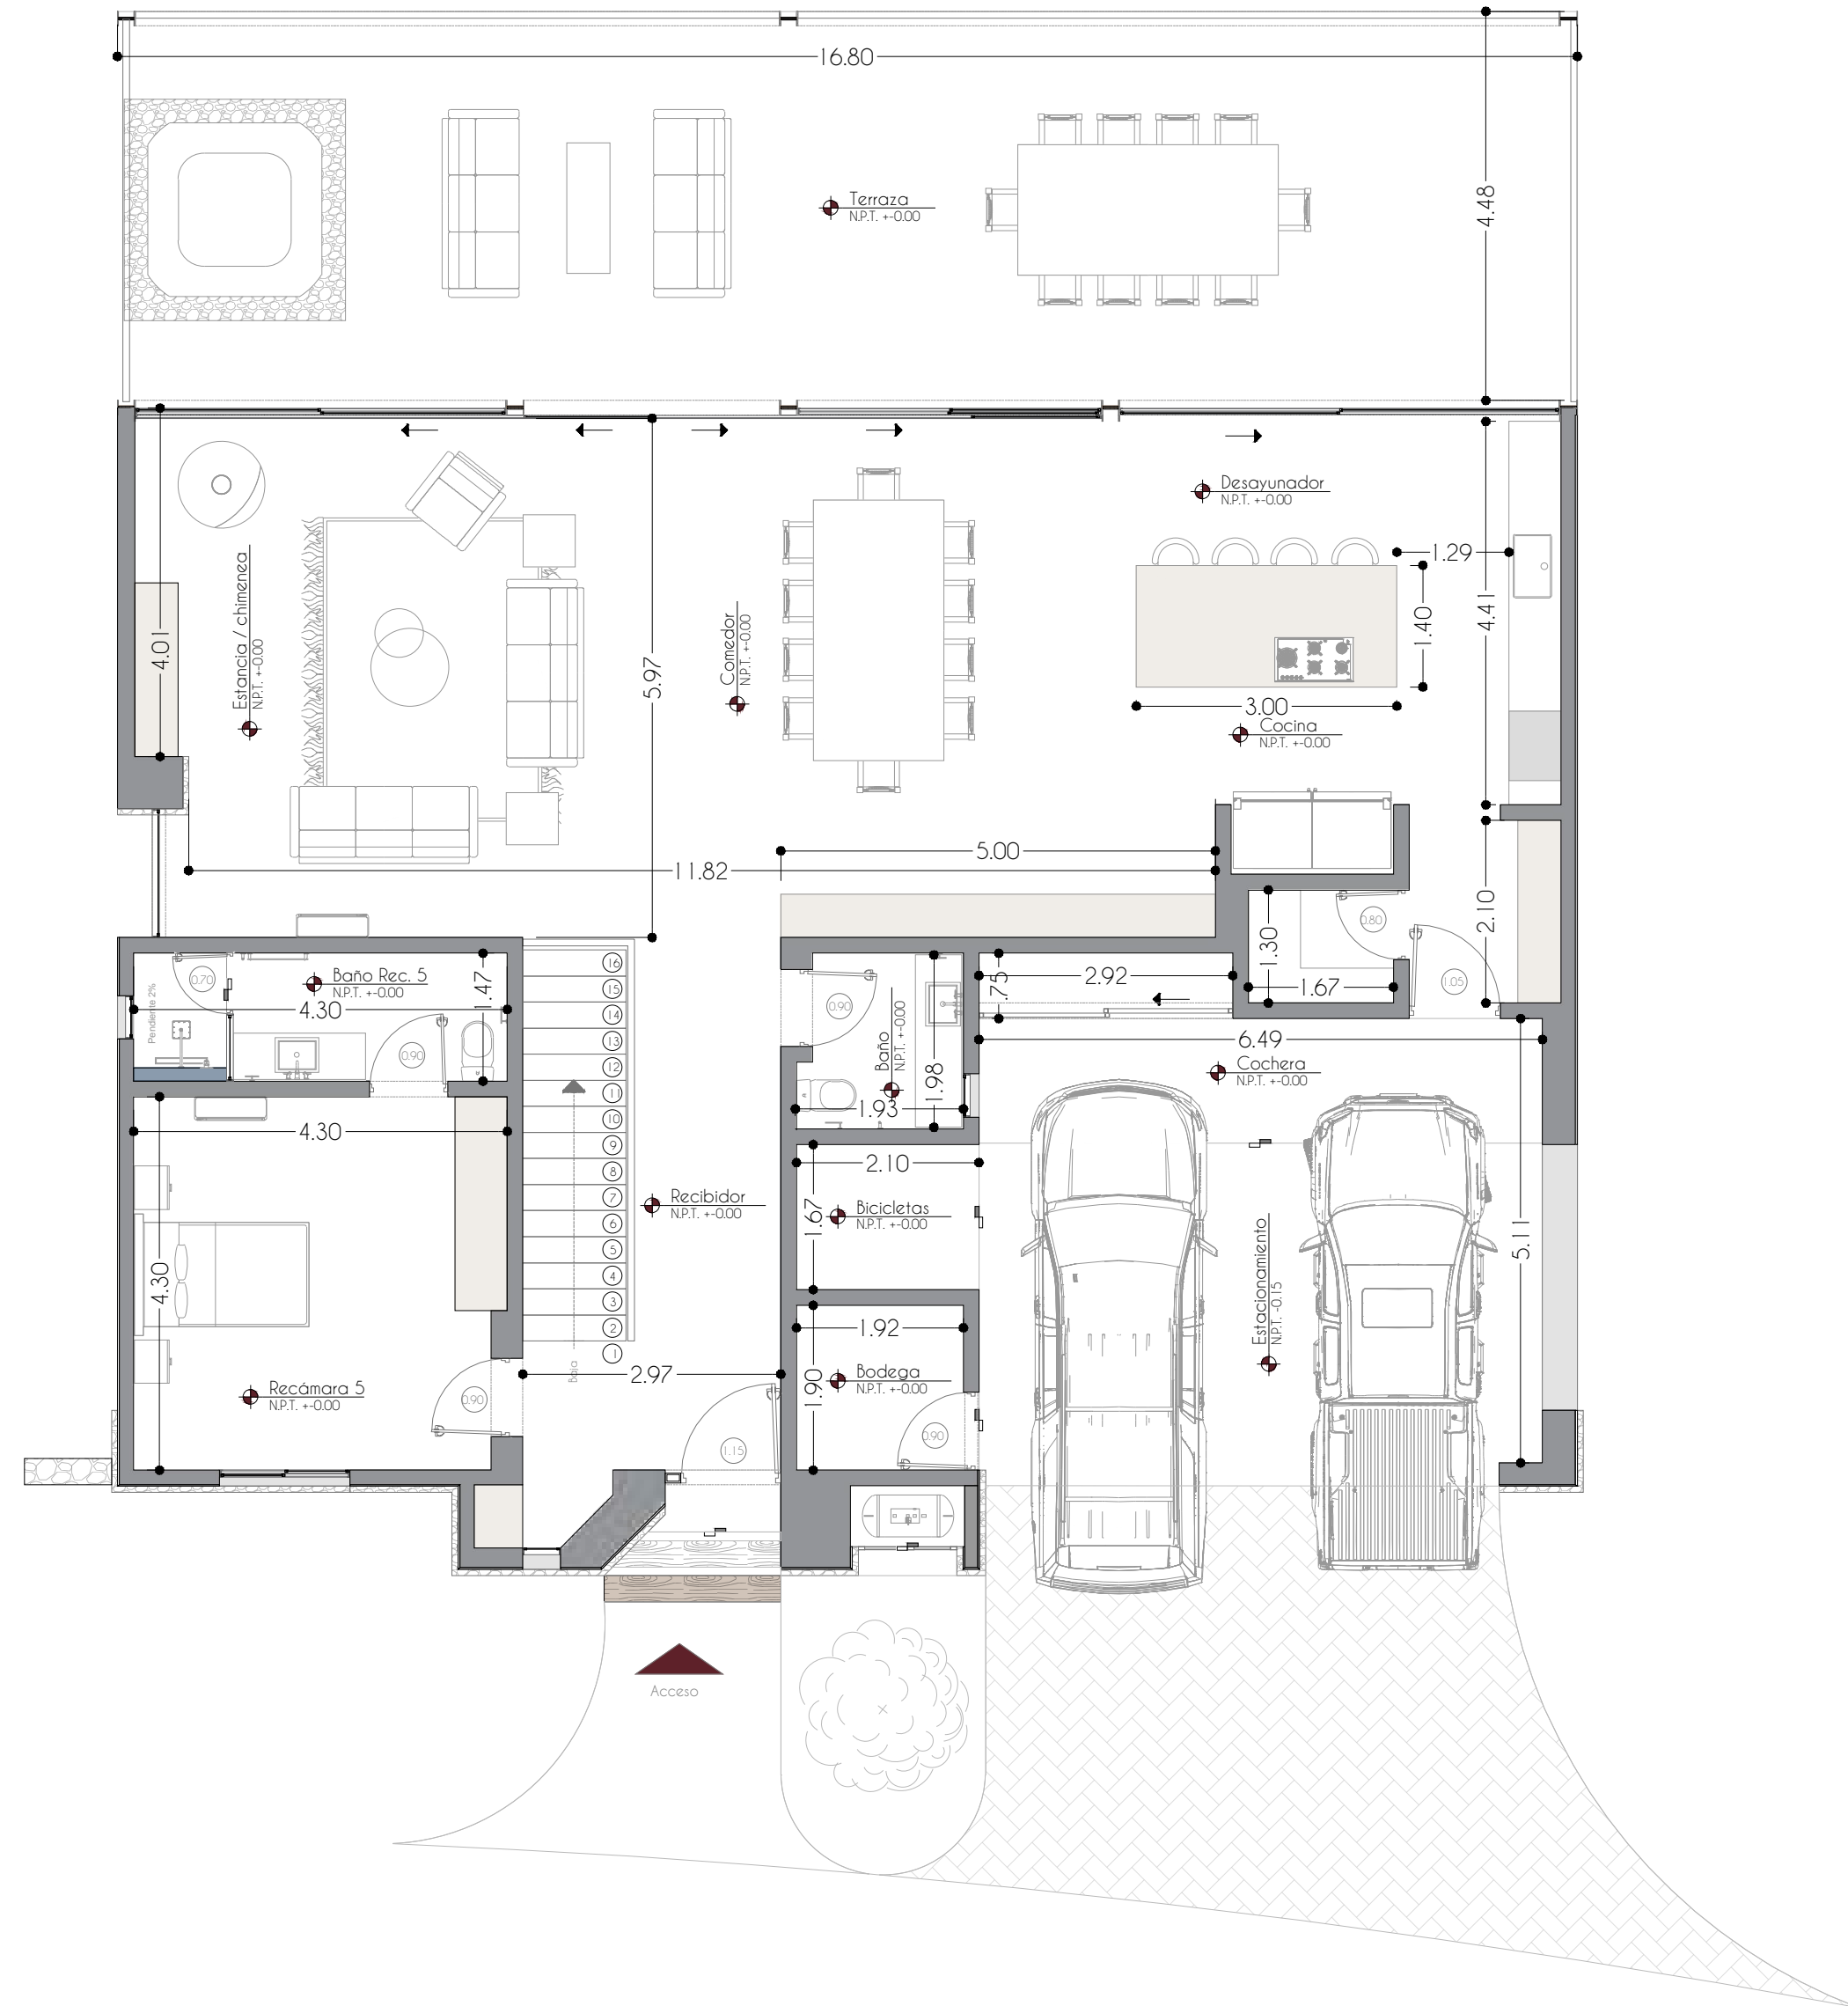 16.80
Terraza
N.P.T. +-0.00
4.48
Desayunador
N.P.T. +-0.00
1.29
4.41
1.40
3.00
Cocina
N.P.T. +-0.00
4.01
Estancia / chimenea
N.P.T. +-0.00
5.97
Comedor
N.P.T. +-0.00
5.00
11.82
0.80
2.10
1.30
1.67
1.05
0.70
Baño Rec. 5
N.P.T. +-0.00
1.47
4.30
Pendiente 2%
0.90
16
15
14
13
12
11
10
9
8
7
6
5
4
3
2
1
Baja
0.90
Baño
N.P.T. +-0.00
1.98
1.93
.75
2.92
6.49
Cochera
N.P.T. +-0.00
4.30
4.30
Recámara 5
N.P.T. +-0.00
0.90
Recibidor
N.P.T. +-0.00
2.97
1.15
2.10
1.67
Bicicletas
N.P.T. +-0.00
1.92
1.90
Bodega
N.P.T. +-0.00
0.90
Estacionamiento
N.P.T. -0.15
5.11
Acceso